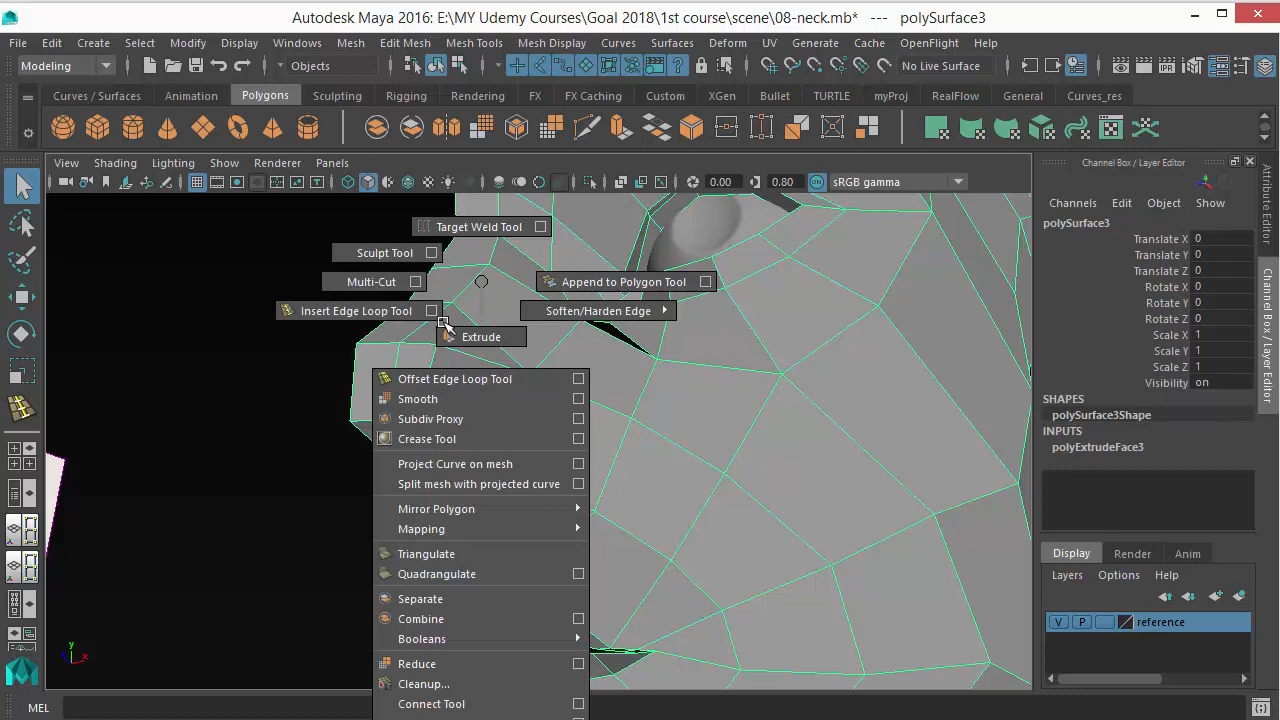 Autodesk Maya 2016: E:\MY Udemy Courses\Goal 2018\1st course\scene\08-neck.mb* --- polySurface3
File Edit Create Select Modify Display Windows Mesh Edit Mesh Mesh Tools Mesh Display Curves Surfaces Deform UV Generate Cache OpenFlight Help
Modeling Objects No Live Surface
Curves / Surfaces Animation Polygons Sculpting Rigging Rendering FX FX Caching Custom XGen Bullet TURTLE myProj RealFlow General Curves_res
View Shading Lighting Show Renderer Panels
0.00 0.80 sRGB gamma
Target Weld Tool
Sculpt Tool
Multi-Cut Append to Polygon Tool
Insert Edge Loop Tool Soften/Harden Edge
Extrude
Offset Edge Loop Tool
Smooth
Subdiv Proxy
Crease Tool
Project Curve on mesh
Split mesh with projected curve
Mirror Polygon
Mapping
Triangulate
Quadrangulate
Separate
Combine
Booleans
Reduce
Cleanup...
Connect Tool
y
z x
Channel Box / Layer Editor
Channels Edit Object Show
polySurface3
Translate X 0
Translate Y 0
Translate Z 0
Rotate X 0
Rotate Y 0
Rotate Z 0
Scale X 1
Scale Y 1
Scale Z 1
Visibility on
SHAPES
polySurface3Shape
INPUTS
polyExtrudeFace3
Display Render Anim
Layers Options Help
V P reference
Attribute Editor
Channel Box / Layer Editor
MEL